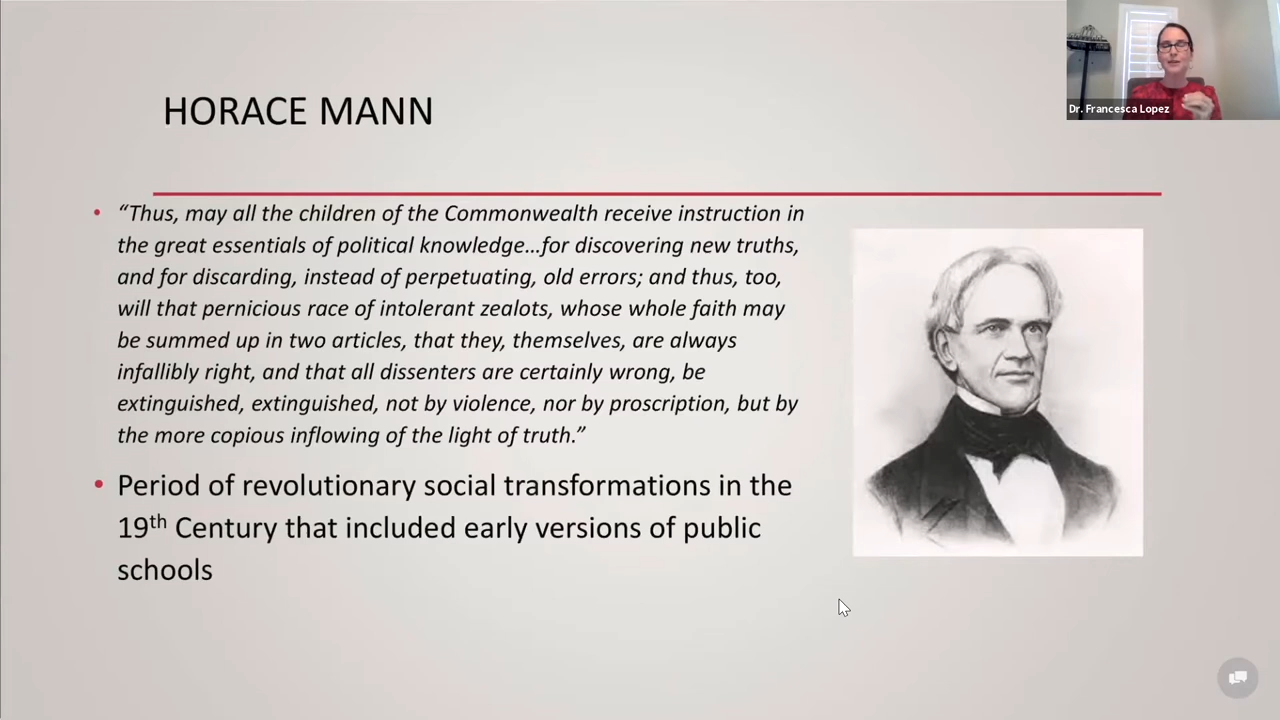 HORACE MANN
Dr. Francesca Lopez
• “Thus, may all the children of the Commonwealth receive instruction in
the great essentials of political knowledge…for discovering new truths,
and for discarding, instead of perpetuating, old errors; and thus, too,
will that pernicious race of intolerant zealots, whose whole faith may
be summed up in two articles, that they, themselves, are always
infallibly right, and that all dissenters are certainly wrong, be
extinguished, extinguished, not by violence, nor by proscription, but by
the more copious inflowing of the light of truth.”
• Period of revolutionary social transformations in the
19th Century that included early versions of public
schools